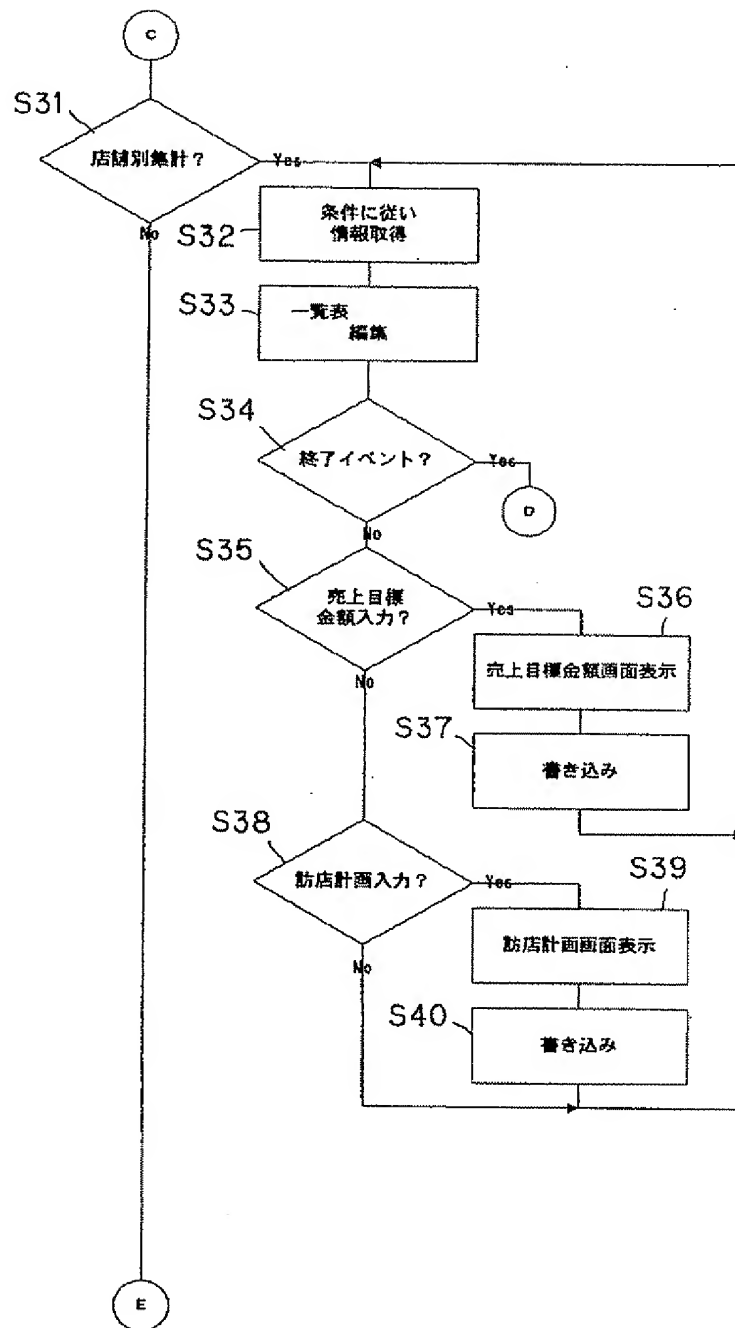 C
S31
店舗別集計？
Yes
No
S32
条件に従い
情報取得
S33
一覧表
編集
S34
終了イベント？
Yes
D
No
S35
売上目標
金額入力？
Yes
No
S36
売上目標金額画面表示
S37
書き込み
S38
訪店計画入力？
Yes
No
S39
訪店計画画面表示
S40
書き込み
E